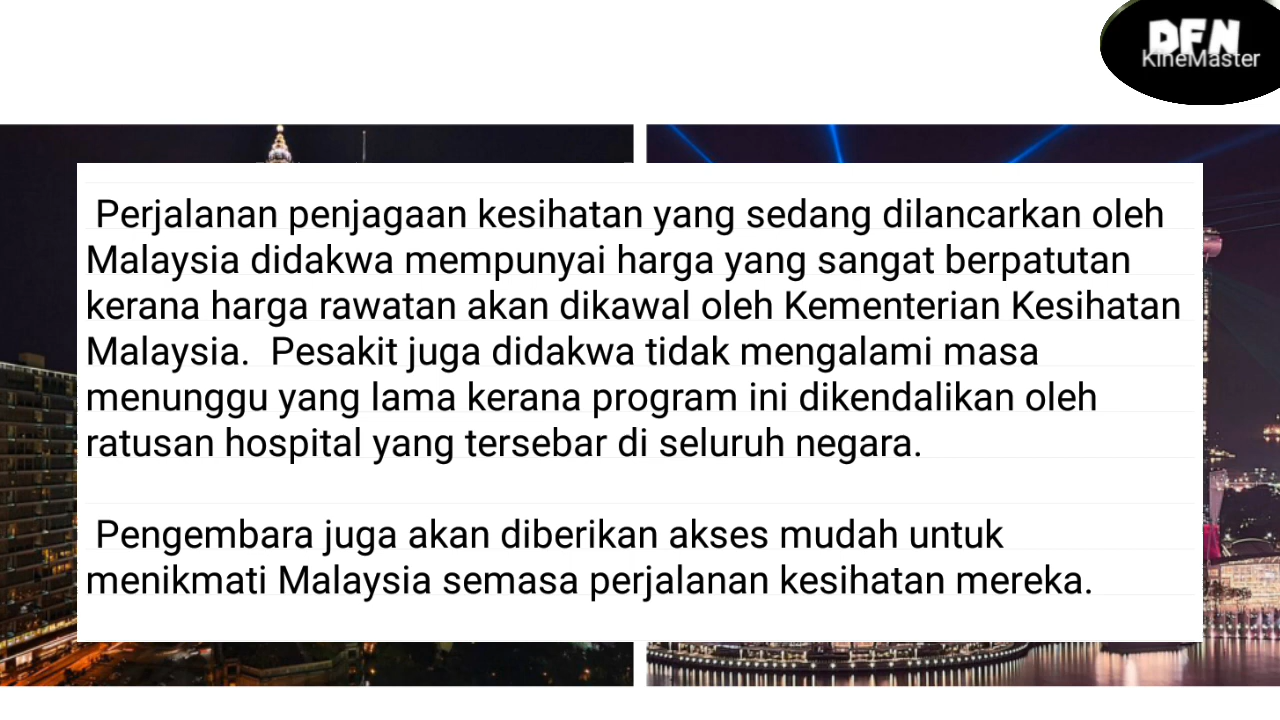 DFN
KineMaster
Perjalanan penjagaan kesihatan yang sedang dilancarkan oleh
Malaysia didakwa mempunyai harga yang sangat berpatutan
kerana harga rawatan akan dikawal oleh Kementerian Kesihatan
Malaysia.  Pesakit juga didakwa tidak mengalami masa
menunggu yang lama kerana program ini dikendalikan oleh
ratusan hospital yang tersebar di seluruh negara.
Pengembara juga akan diberikan akses mudah untuk
menikmati Malaysia semasa perjalanan kesihatan mereka.